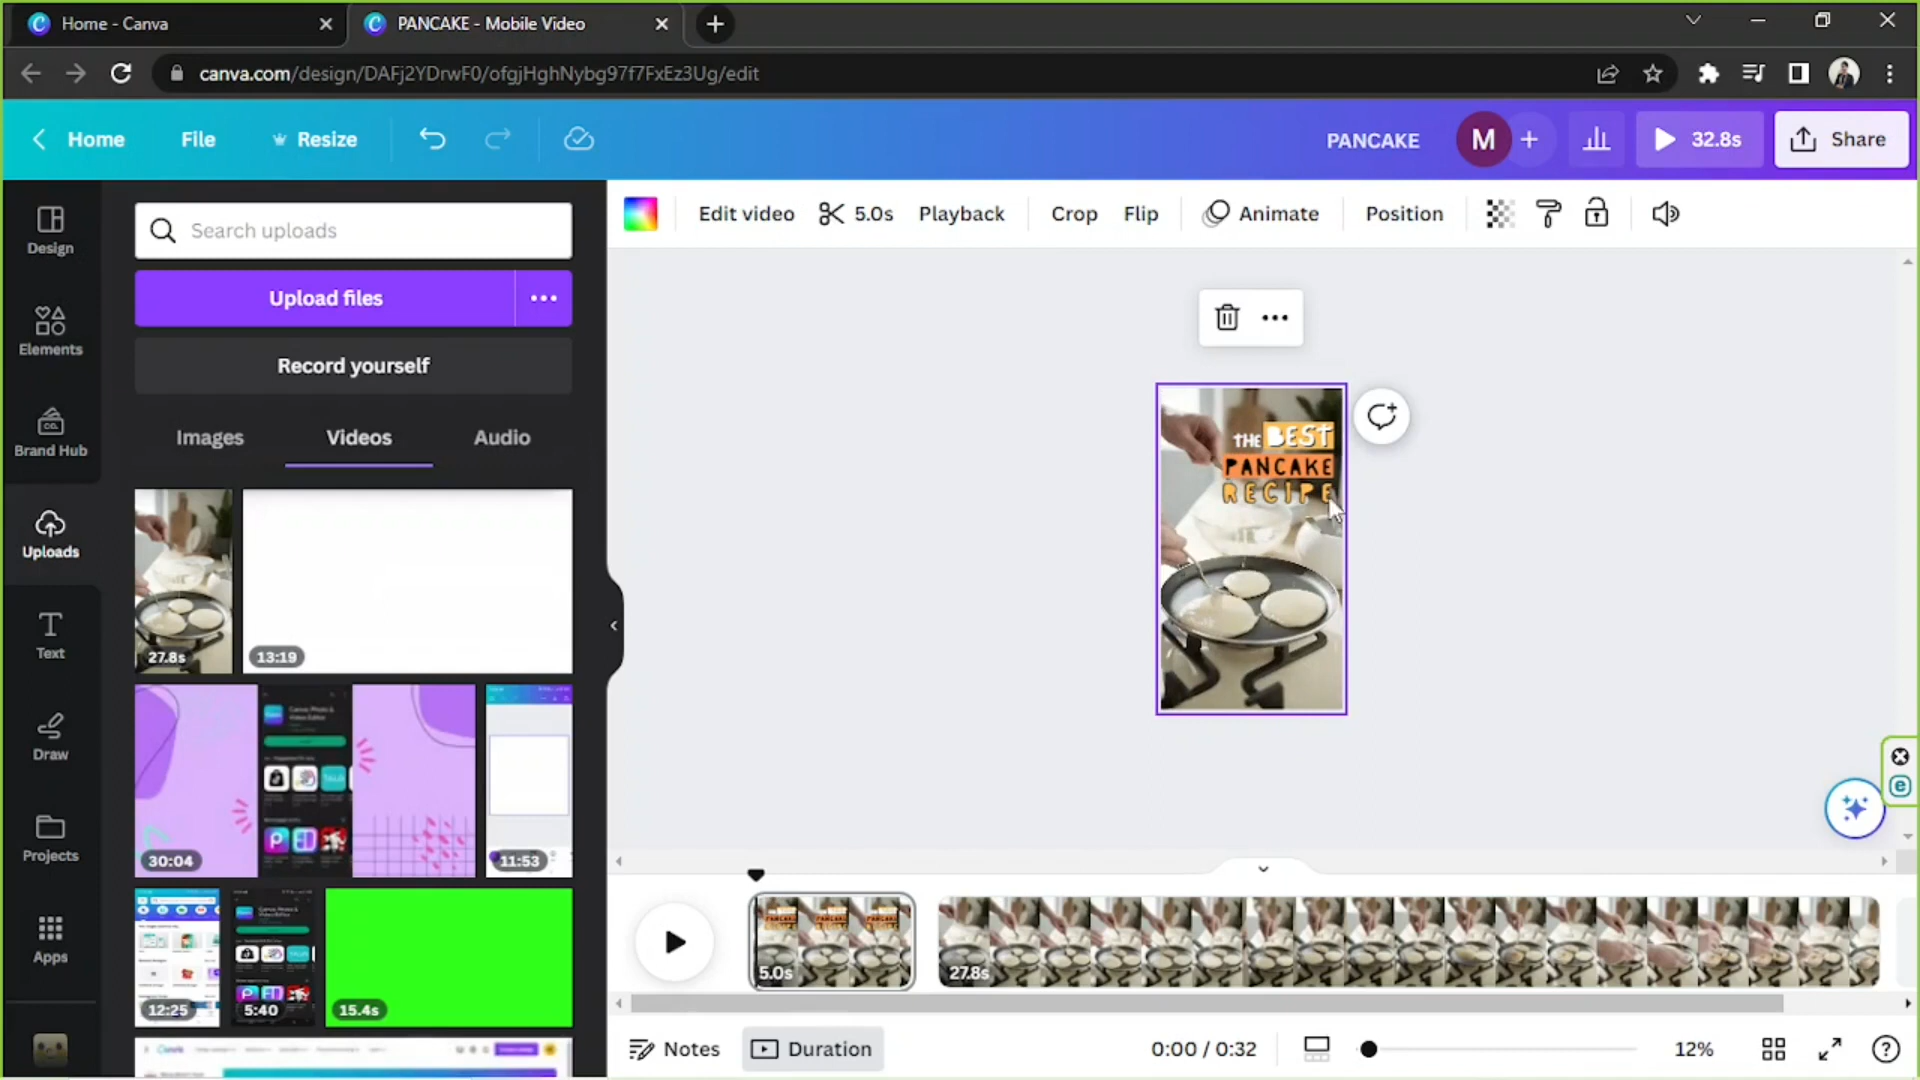 Home - Canva
PANCAKE - Mobile Video
canva.com/design/DAFj2YDrwF0/ofgjHghNybg97f7FxEz3Ug/edit
Home
File
Resize
PANCAKE
M
32.8s
Share
Design
Elements
Brand Hub
Uploads
Text
Draw
Projects
Apps
Search uploads
Upload files
Record yourself
Images
Videos
Audio
27.8s
13:19
30:04
11:53
12:25
5:40
15.4s
Edit video
5.0s
Playback
Crop
Flip
Animate
Position
THE BEST
PANCAKE
RECIPE
5.0s
27.8s
Notes
Duration
0:00 / 0:32
12%